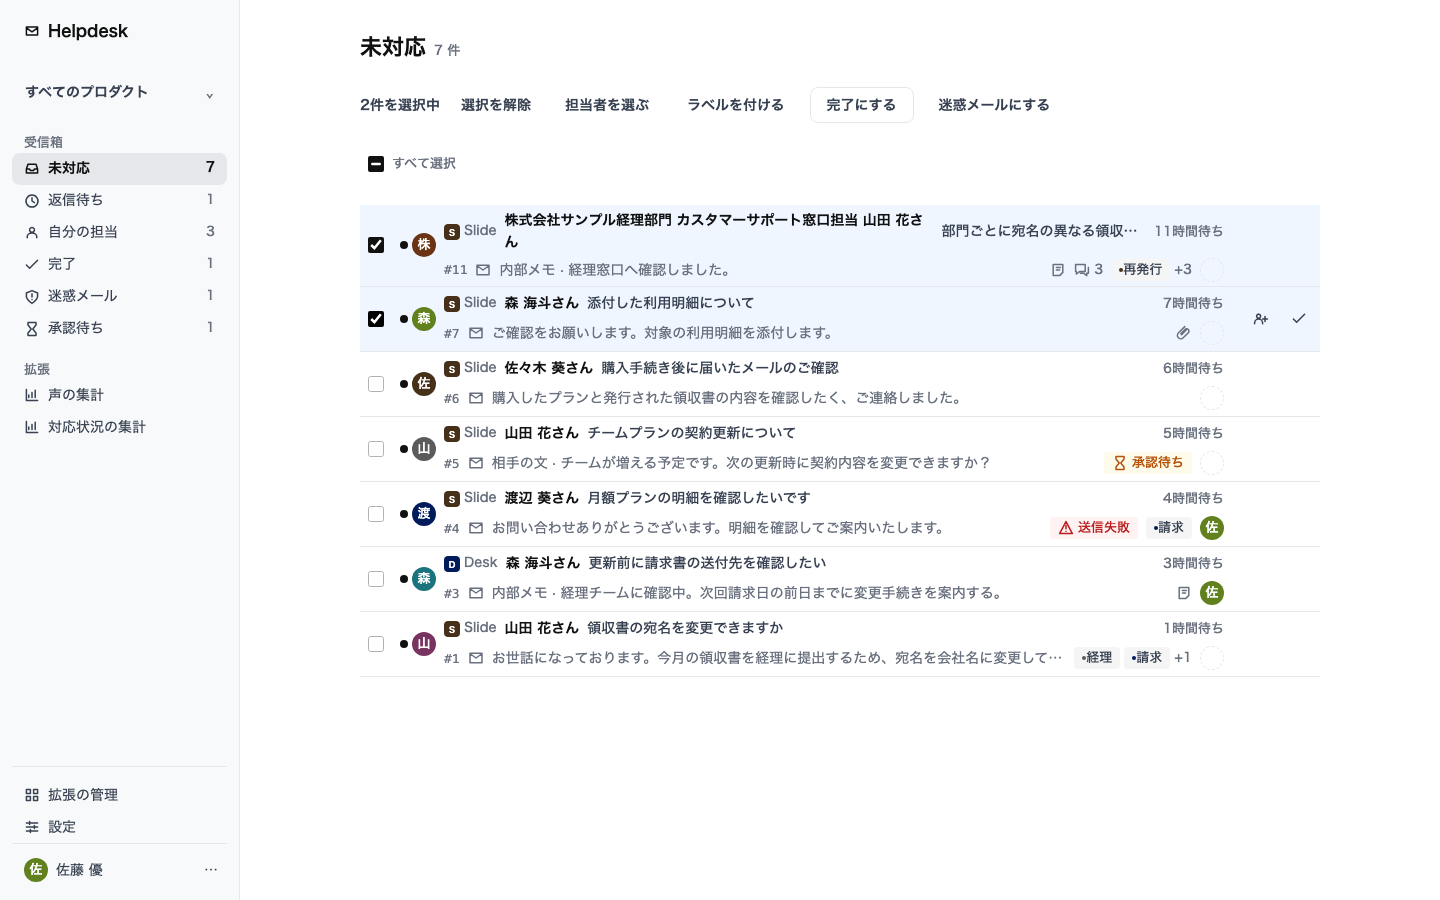 Helpdesk
すべてのプロダクト
受信箱
未対応 7
返信待ち 1
自分の担当 3
完了 1
迷惑メール 1
承認待ち 1
拡張
声の集計
対応状況の集計
拡張の管理
設定
佐 佐藤 優 …
未対応 7 件
2件を選択中 選択を解除 担当者を選ぶ ラベルを付ける 完了にする 迷惑メールにする
すべて選択
株 S Slide 株式会社サンプル経理部門 カスタマーサポート窓口担当 山田 花さ
ん
部門ごとに宛名の異なる領収… 11時間待ち
#11 内部メモ · 経理窓口へ確認しました。 3 •再発行 +3
森 S Slide 森 海斗さん 添付した利用明細について 7時間待ち
#7 ご確認をお願いします。対象の利用明細を添付します。
佐 S Slide 佐々木 葵さん 購入手続き後に届いたメールのご確認 6時間待ち
#6 購入したプランと発行された領収書の内容を確認したく、ご連絡しました。
山 S Slide 山田 花さん チームプランの契約更新について 5時間待ち
#5 相手の文 · チームが増える予定です。次の更新時に契約内容を変更できますか？ 承認待ち
渡 S Slide 渡辺 葵さん 月額プランの明細を確認したいです 4時間待ち
#4 お問い合わせありがとうございます。明細を確認してご案内いたします。 送信失敗 •請求 佐
森 D Desk 森 海斗さん 更新前に請求書の送付先を確認したい 3時間待ち
#3 内部メモ · 経理チームに確認中。次回請求日の前日までに変更手続きを案内する。 佐
山 S Slide 山田 花さん 領収書の宛名を変更できますか 1時間待ち
#1 お世話になっております。今月の領収書を経理に提出するため、宛名を会社名に変更して… •経理 •請求 +1